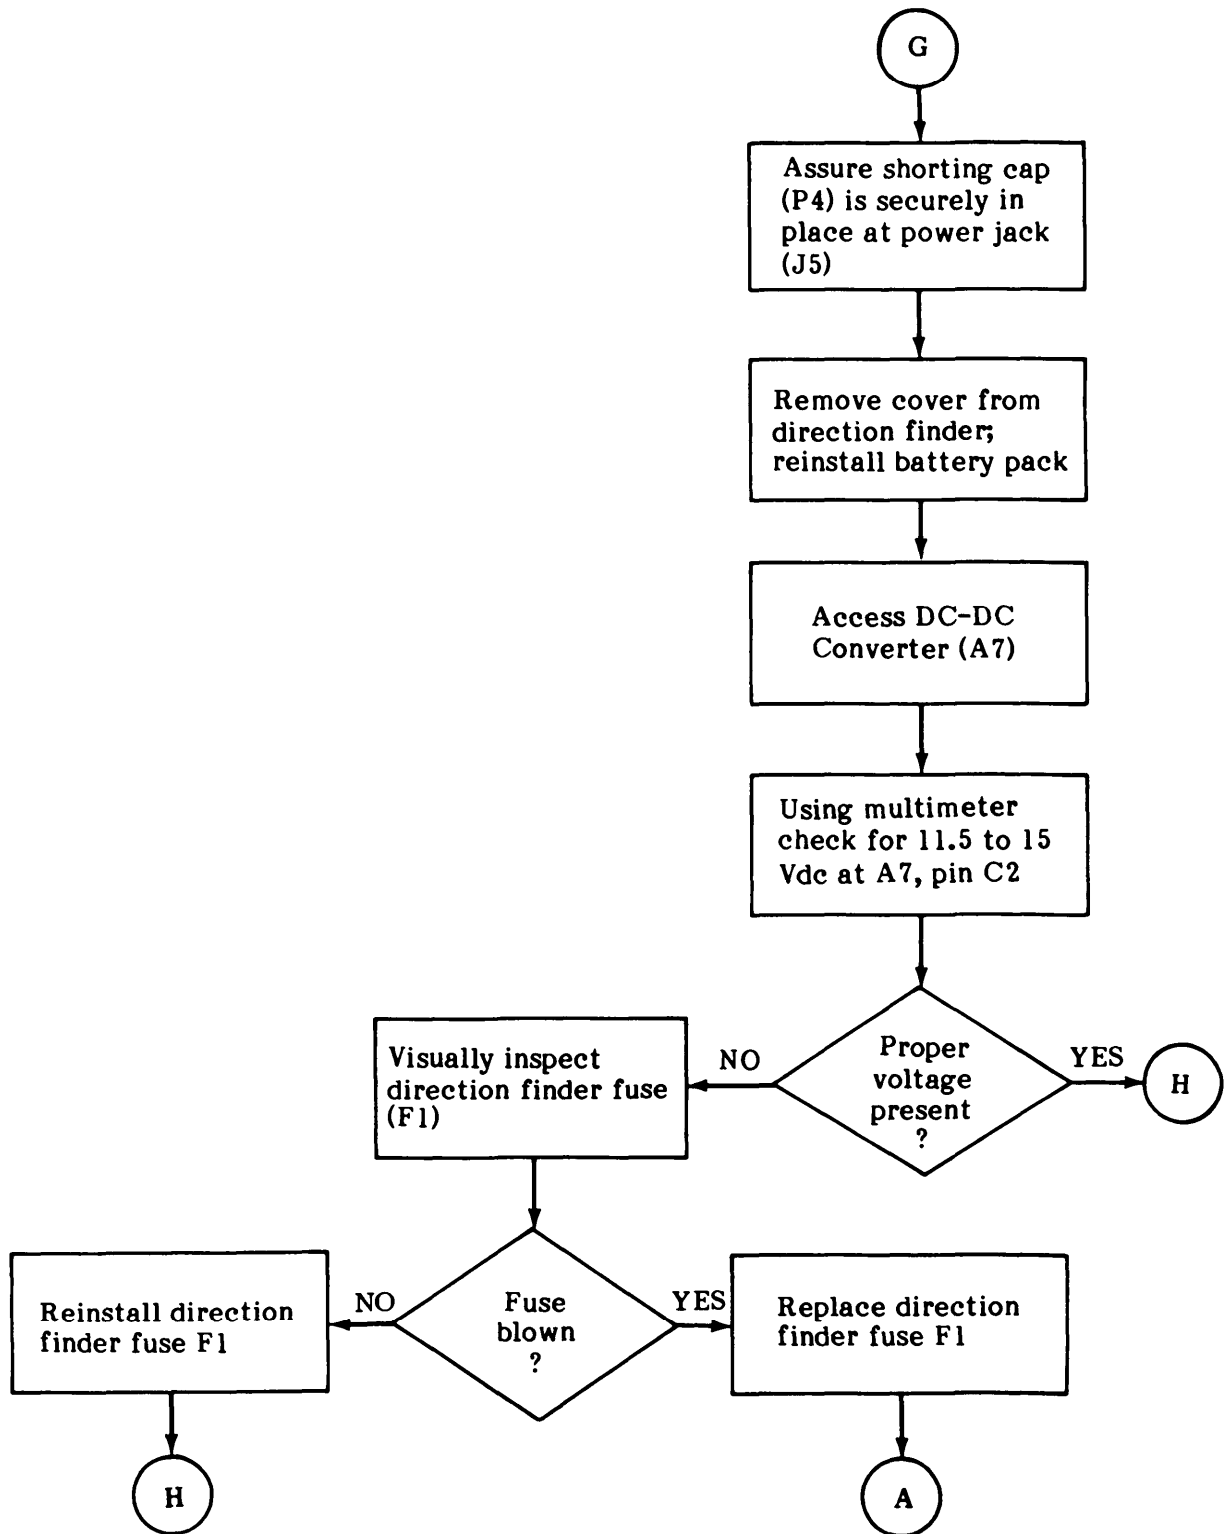 G
Assure shorting cap
(P4) is securely in
place at power jack
(J5)
Remove cover from
direction finder;
reinstall battery pack
Access DC-DC
Converter (A7)
Using multimeter
check for 11.5 to 15
Vdc at A7, pin C2
Proper
voltage
present
?
YES
H
NO
Visually inspect
direction finder fuse
(F1)
Fuse
blown
?
NO
Reinstall direction
finder fuse F1
H
YES
Replace direction
finder fuse F1
A